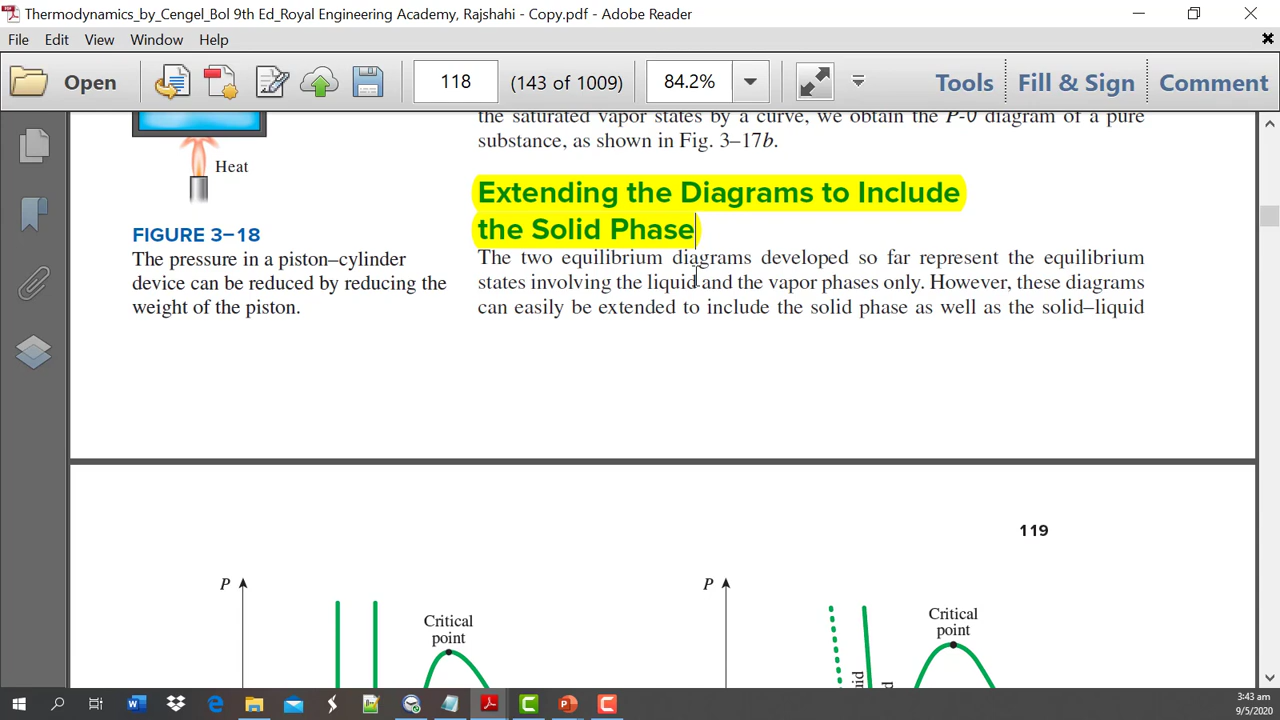 Thermodynamics_by_Cengel_Bol 9th Ed_Royal Engineering Academy, Rajshahi - Copy.pdf - Adobe Reader
File Edit View Window Help
Open 118 (143 of 1009) 84.2% Tools Fill & Sign Comment
the saturated vapor states by a curve, we obtain the P-υ diagram of a pure
substance, as shown in Fig. 3–17b.
Heat
Extending the Diagrams to Include
the Solid Phase
FIGURE 3–18
The pressure in a piston–cylinder
device can be reduced by reducing the
weight of the piston.
The two equilibrium diagrams developed so far represent the equilibrium
states involving the liquid and the vapor phases only. However, these diagrams
can easily be extended to include the solid phase as well as the solid–liquid
119
P
Critical
point
P
Critical
point
3:43 am
9/5/2020